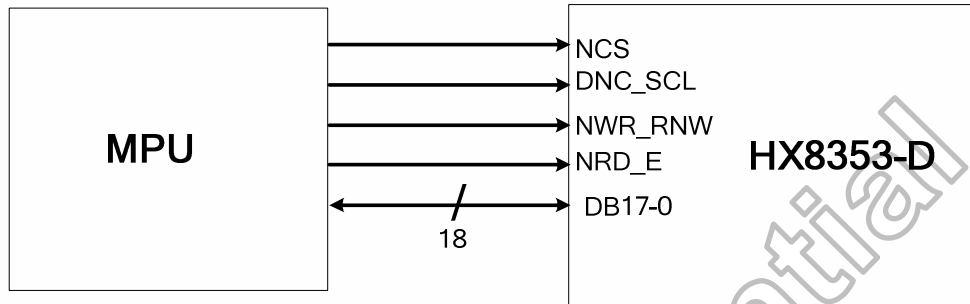 NCS
DNC_SCL
NWR_RNW
MPU
HX8353-D
NRD_E
DB17-0
18